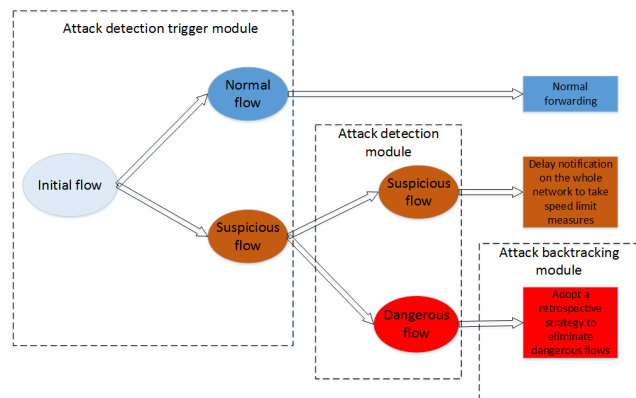 Attack detection trigger module
Normal
flow
Normal
forwarding
Attack detection
module
Initial flow
Suspicious
flow
Delay notification
on the whole
network to take
speed limit
measures
Suspicious
flow
Attack backtracking
module
Dangerous
flow
Adopt a
retrospective
strategy to
eliminate
dangerous flows